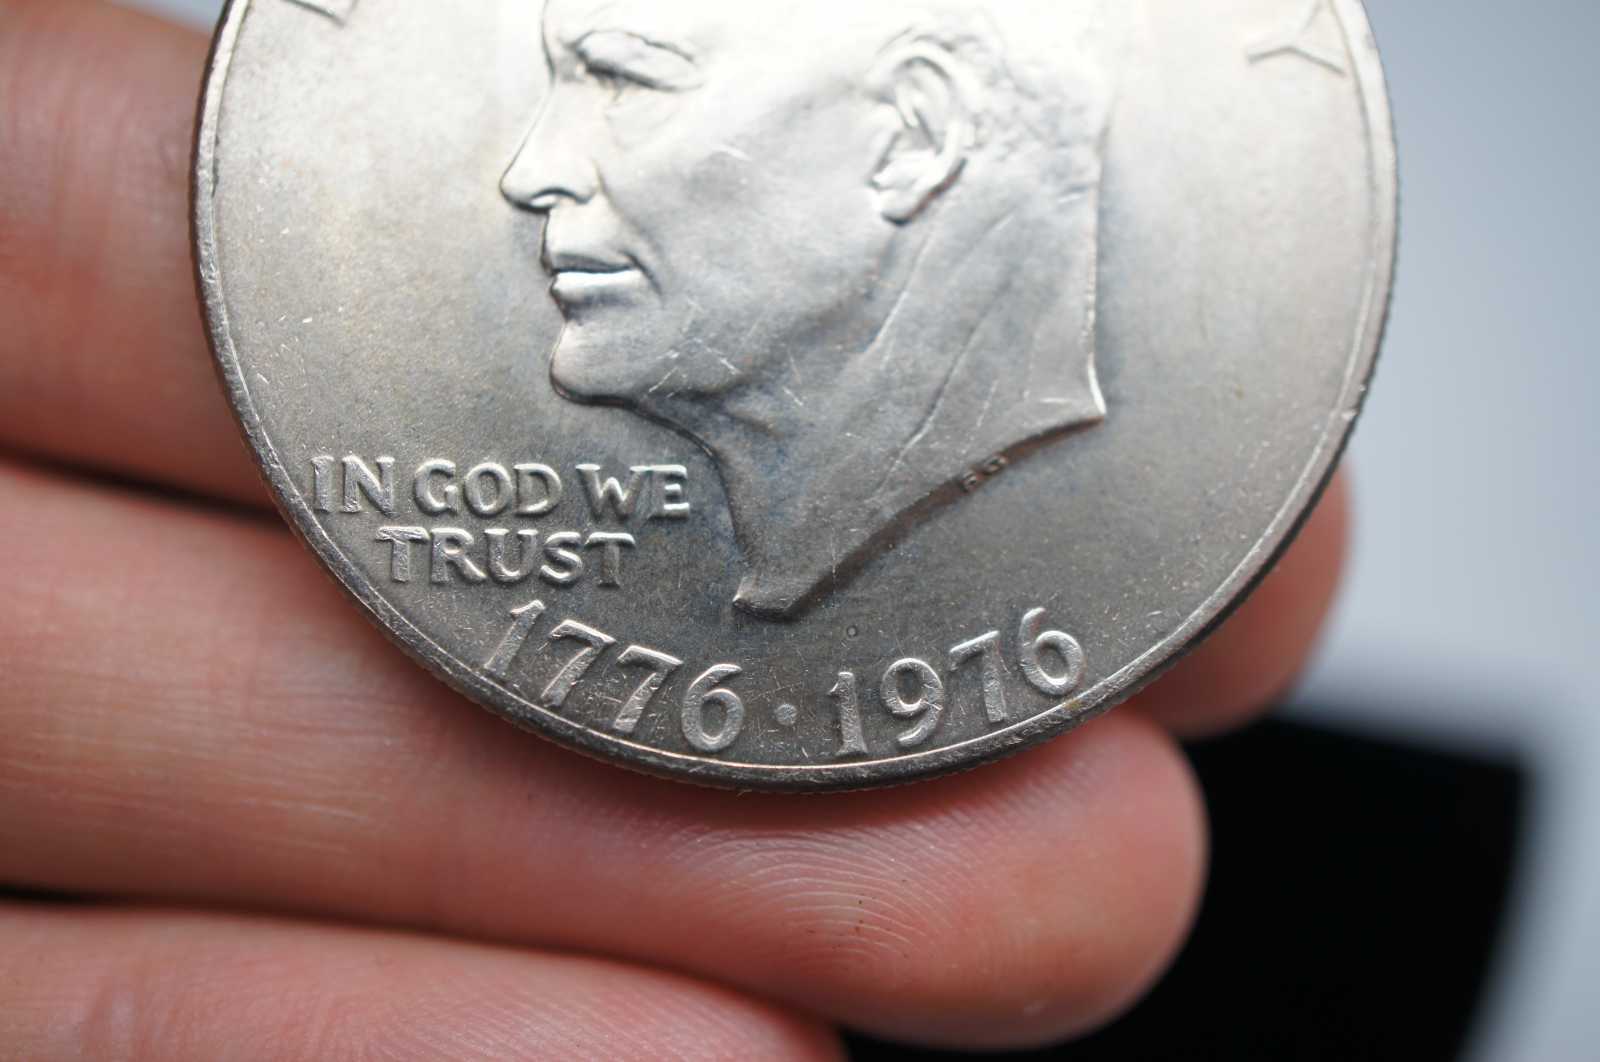 IN GOD WE
TRUST
1776 · 1976